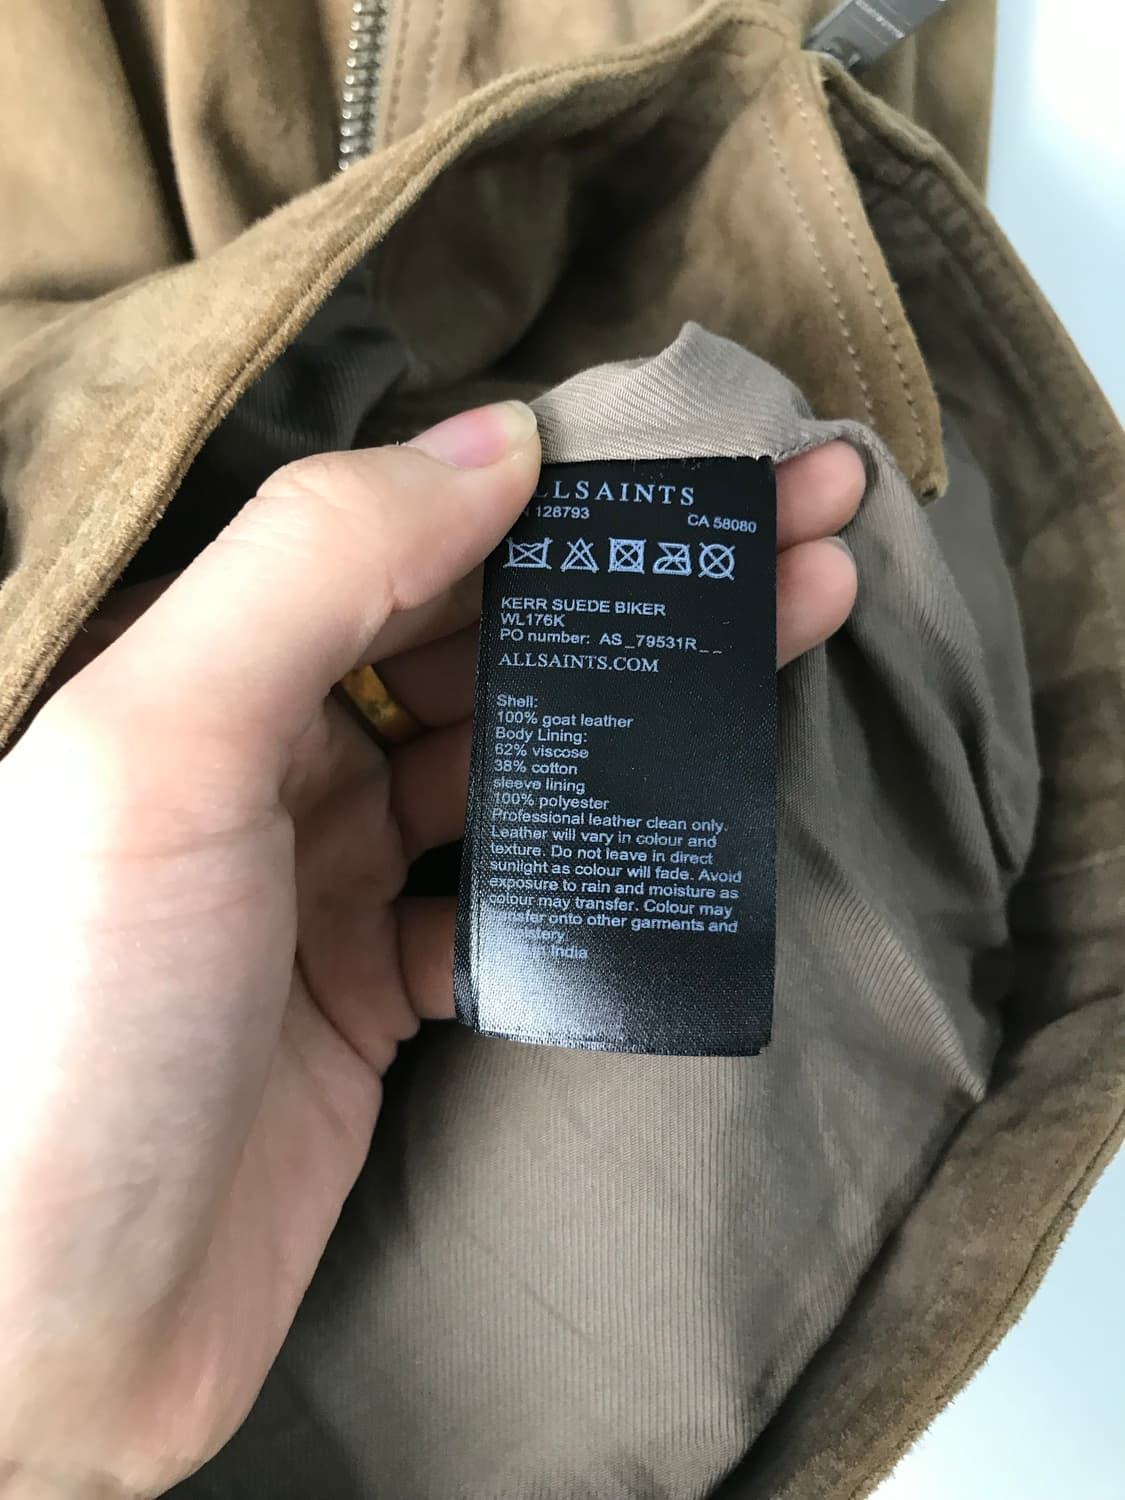 LLSAINTS
128793 CA 58080
KERR SUEDE BIKER
WL176K
PO number: AS_79531R_ _
ALLSAINTS.COM
Shell:
100% goat leather
Body Lining:
62% viscose
38% cotton
sleeve lining
100% polyester
Professional leather clean only.
Leather will vary in colour and
texture. Do not leave in direct
sunlight as colour will fade. Avoid
exposure to rain and moisture as
colour may transfer. Colour may
onto other garments and
India